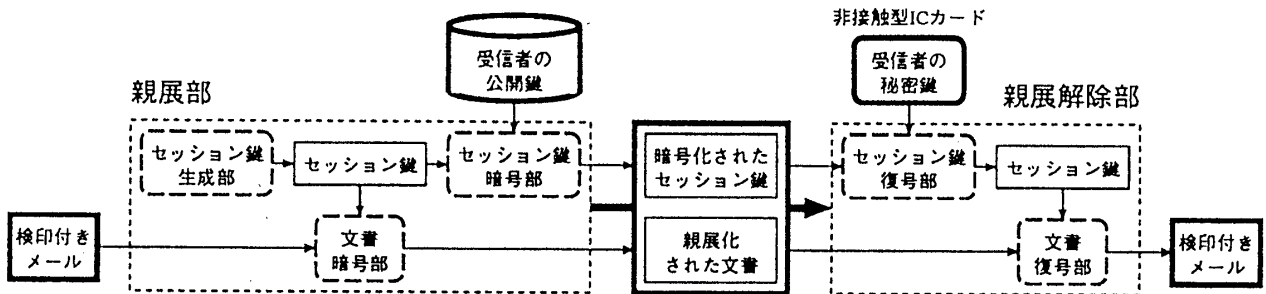 非接触型ICカード
受信者の
公開鍵
受信者の
秘密鍵
親展部
親展解除部
セッション鍵
生成部
セッション鍵
セッション鍵
暗号部
暗号化された
セッション鍵
セッション鍵
復号部
セッション鍵
検印付き
メール
文書
暗号部
親展化
された文書
文書
復号部
検印付き
メール